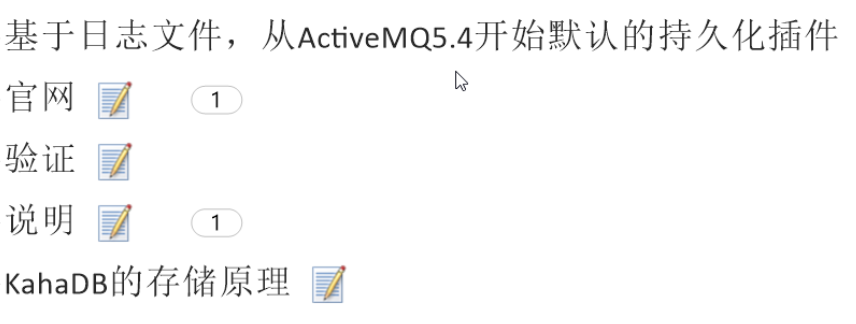 基于日志文件，从ActiveMQ5.4开始默认的持久化插件
官网 1
验证
说明 1
KahaDB的存储原理